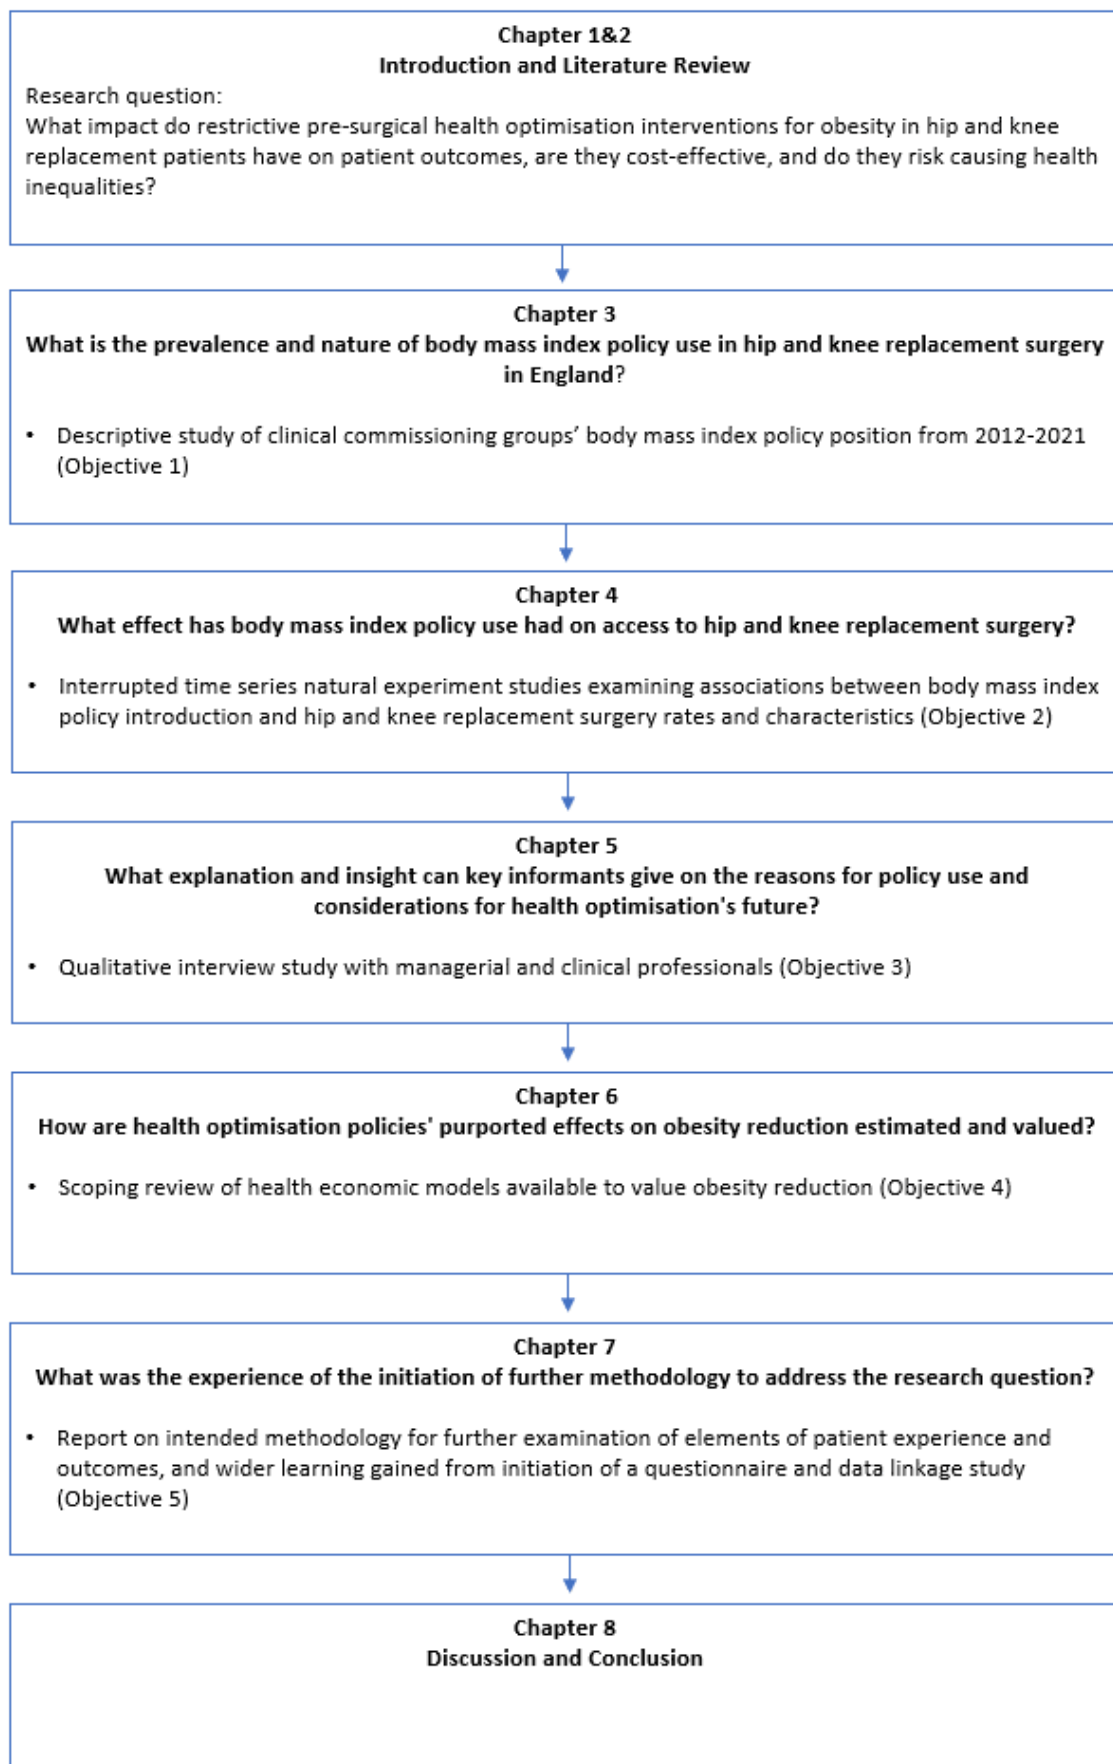 Chapter 1&2
Introduction and Literature Review
Research question:
What impact do restrictive pre-surgical health optimisation interventions for obesity in hip and knee
replacement patients have on patient outcomes, are they cost-effective, and do they risk causing health
inequalities?
Chapter 3
What is the prevalence and nature of body mass index policy use in hip and knee replacement surgery
in England?
• Descriptive study of clinical commissioning groups’ body mass index policy position from 2012-2021
(Objective 1)
Chapter 4
What effect has body mass index policy use had on access to hip and knee replacement surgery?
• Interrupted time series natural experiment studies examining associations between body mass index
policy introduction and hip and knee replacement surgery rates and characteristics (Objective 2)
Chapter 5
What explanation and insight can key informants give on the reasons for policy use and
considerations for health optimisation's future?
• Qualitative interview study with managerial and clinical professionals (Objective 3)
Chapter 6
How are health optimisation policies' purported effects on obesity reduction estimated and valued?
• Scoping review of health economic models available to value obesity reduction (Objective 4)
Chapter 7
What was the experience of the initiation of further methodology to address the research question?
• Report on intended methodology for further examination of elements of patient experience and
outcomes, and wider learning gained from initiation of a questionnaire and data linkage study
(Objective 5)
Chapter 8
Discussion and Conclusion